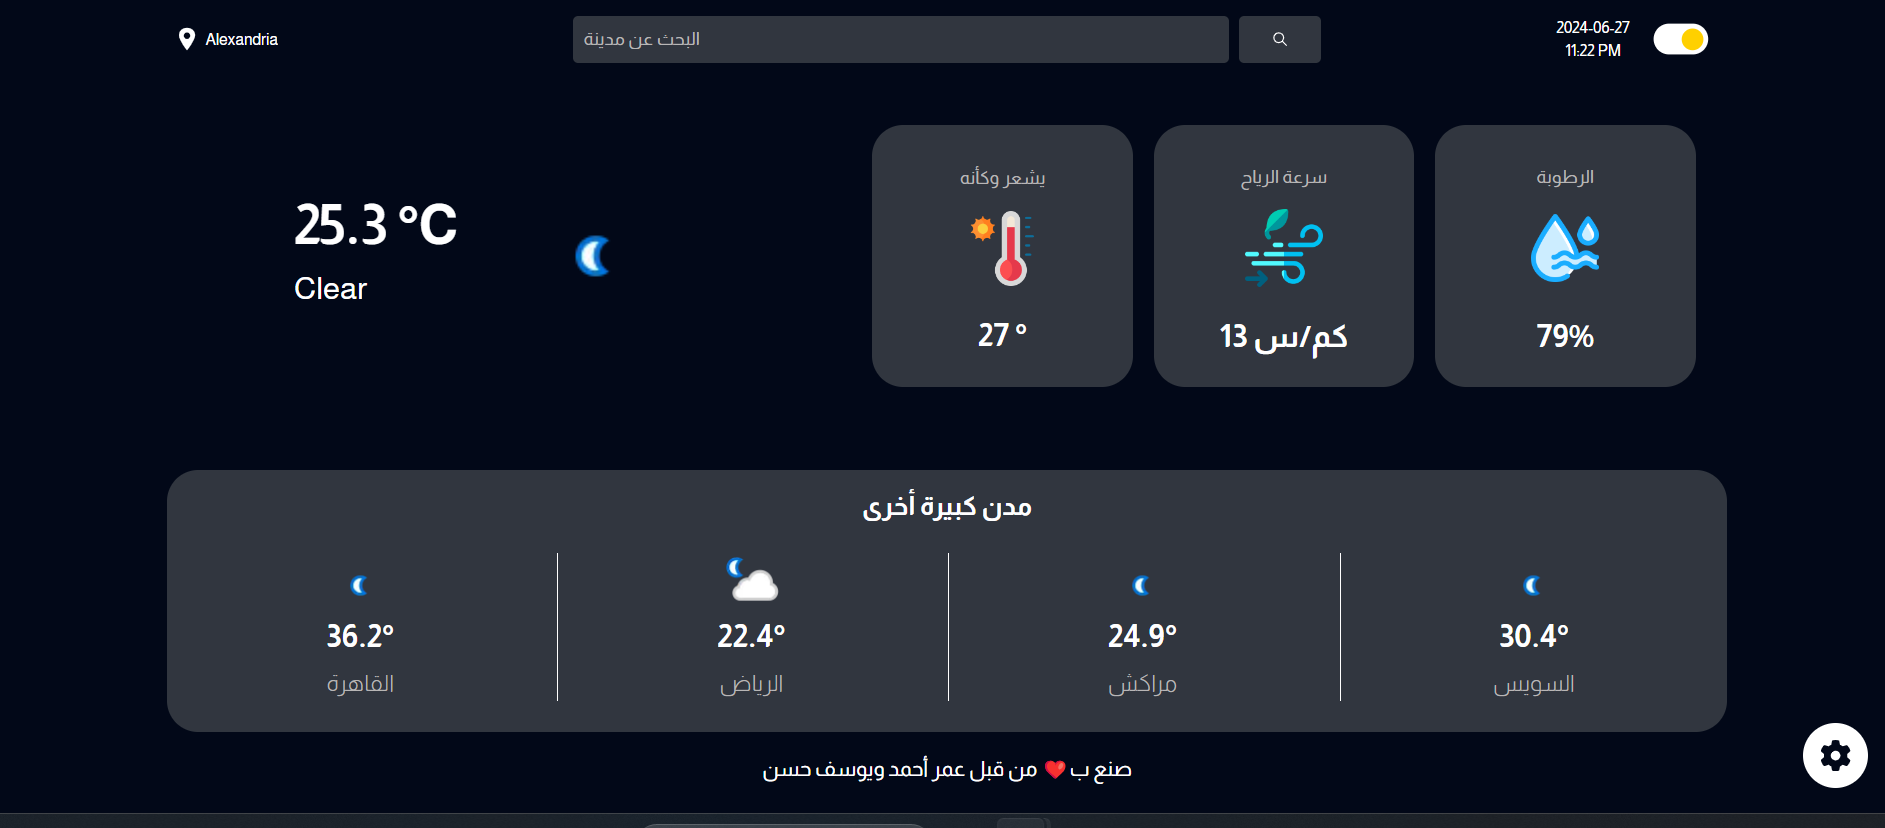 Alexandria
البحث عن مدينة
2024-06-27
11:22 PM
25.3 °C
Clear
يشعر وكأنه
27 °
سرعة الرياح
13 كم/س
الرطوبة
79%
مدن كبيرة أخرى
36.2°
القاهرة
22.4°
الرياض
24.9°
مراكش
30.4°
السويس
صنع ب ❤️ من قبل عمر أحمد ويوسف حسن